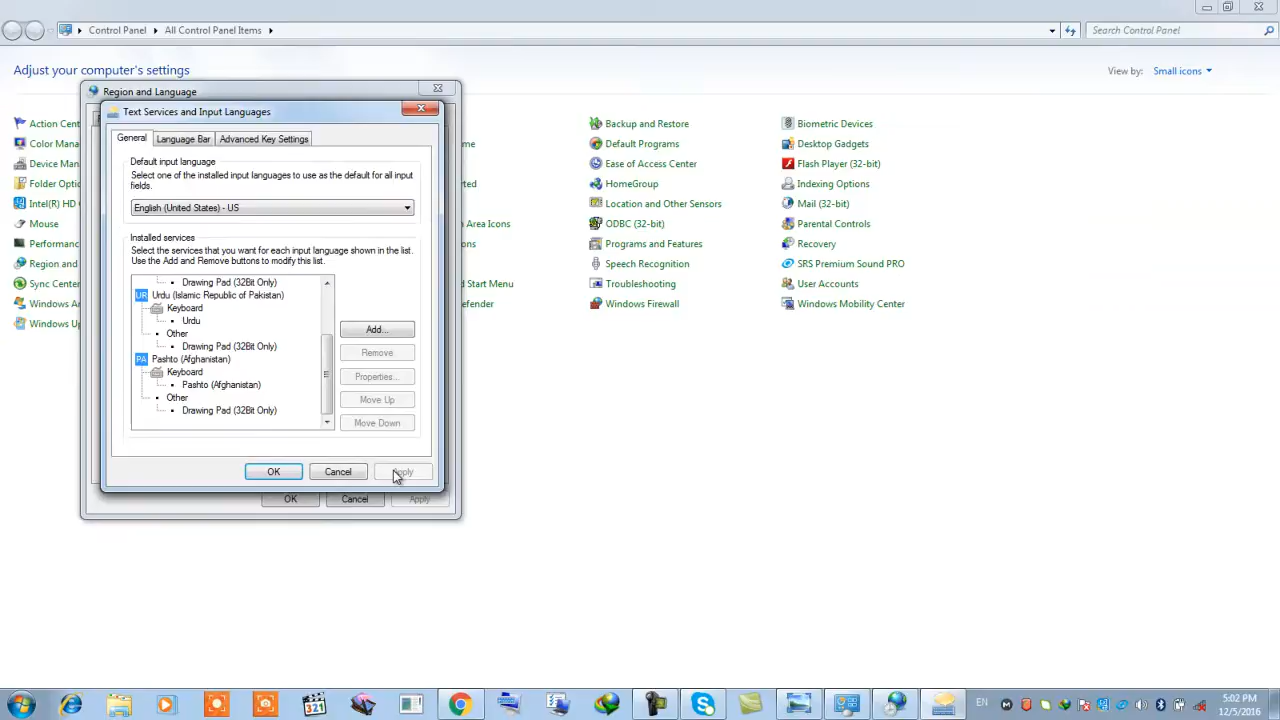 Control Panel
All Control Panel Items
Search Control Panel
Adjust your computer's settings
View by:
Small icons
Region and Language
Text Services and Input Languages
General
Language Bar
Advanced Key Settings
Default input language
Select one of the installed input languages to use as the default for all input
fields.
English (United States) - US
Installed services
Select the services that you want for each input language shown in the list.
Use the Add and Remove buttons to modify this list.
Drawing Pad (32Bit Only)
UR Urdu (Islamic Republic of Pakistan)
Keyboard
Urdu
Other
Drawing Pad (32Bit Only)
PA Pashto (Afghanistan)
Keyboard
Pashto (Afghanistan)
Other
Drawing Pad (32Bit Only)
Add...
Remove
Properties...
Move Up
Move Down
OK
Cancel
Apply
OK
Cancel
Apply
Action Cent
Color Mana
Device Man
Folder Optic
Intel(R) HD
Mouse
Performanc
Region and
Sync Center
Windows Ar
Windows Up
me
erted
n Area Icons
ons
nd Start Menu
efender
Backup and Restore
Default Programs
Ease of Access Center
HomeGroup
Location and Other Sensors
ODBC (32-bit)
Programs and Features
Speech Recognition
Troubleshooting
Windows Firewall
Biometric Devices
Desktop Gadgets
Flash Player (32-bit)
Indexing Options
Mail (32-bit)
Parental Controls
Recovery
SRS Premium Sound PRO
User Accounts
Windows Mobility Center
321
EN
5:02 PM
12/5/2016